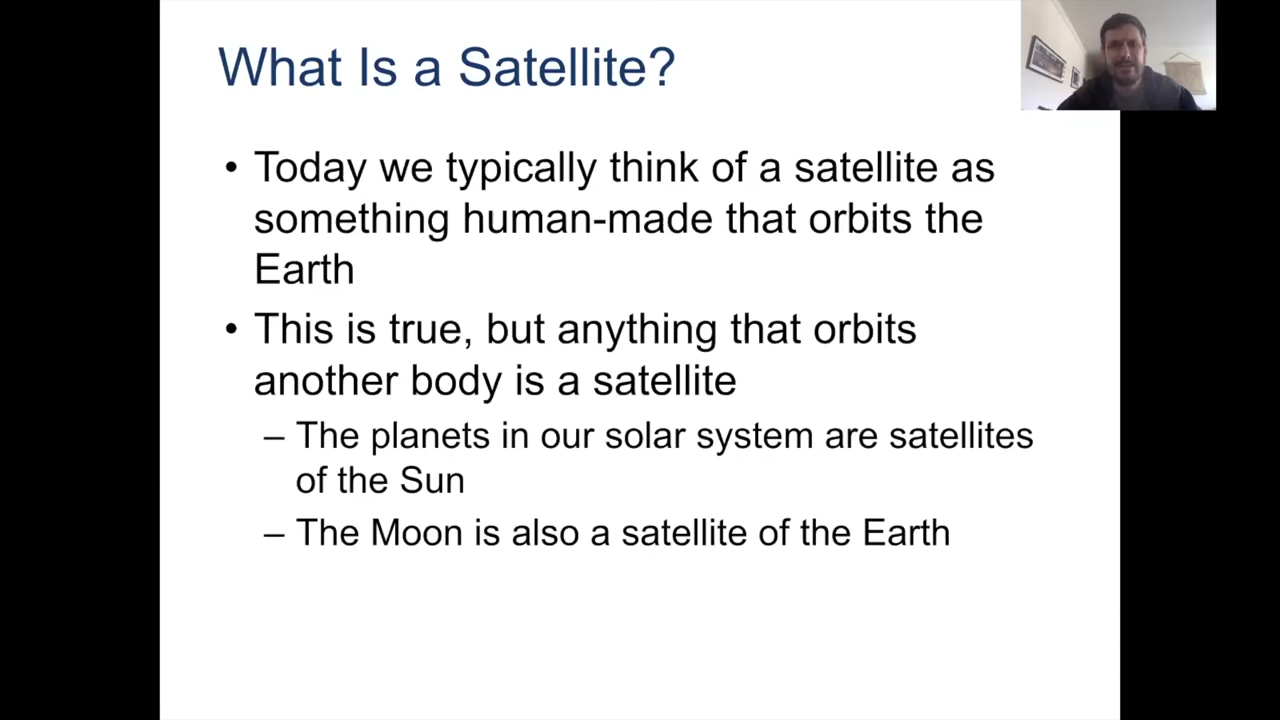 What Is a Satellite?
• Today we typically think of a satellite as
something human-made that orbits the
Earth
• This is true, but anything that orbits
another body is a satellite
– The planets in our solar system are satellites
of the Sun
– The Moon is also a satellite of the Earth